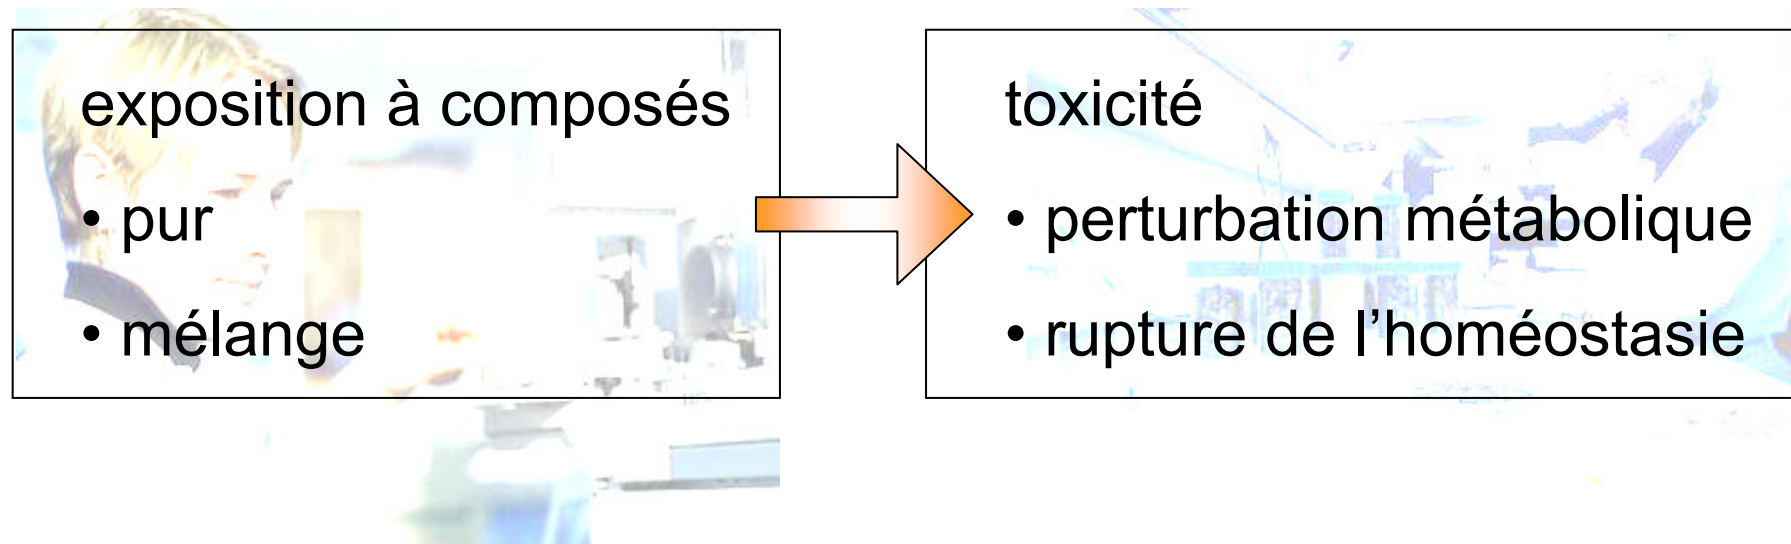 exposition à composés
• pur
• mélange
toxicité
• perturbation métabolique
• rupture de l’homéostasie